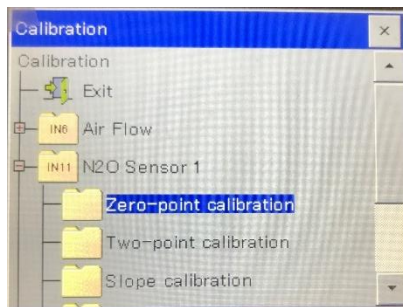 Calibration
Calibration
Exit
IN6 Air Flow
IN11 N2O Sensor 1
Zero-point calibration
Two-point calibration
Slope calibration